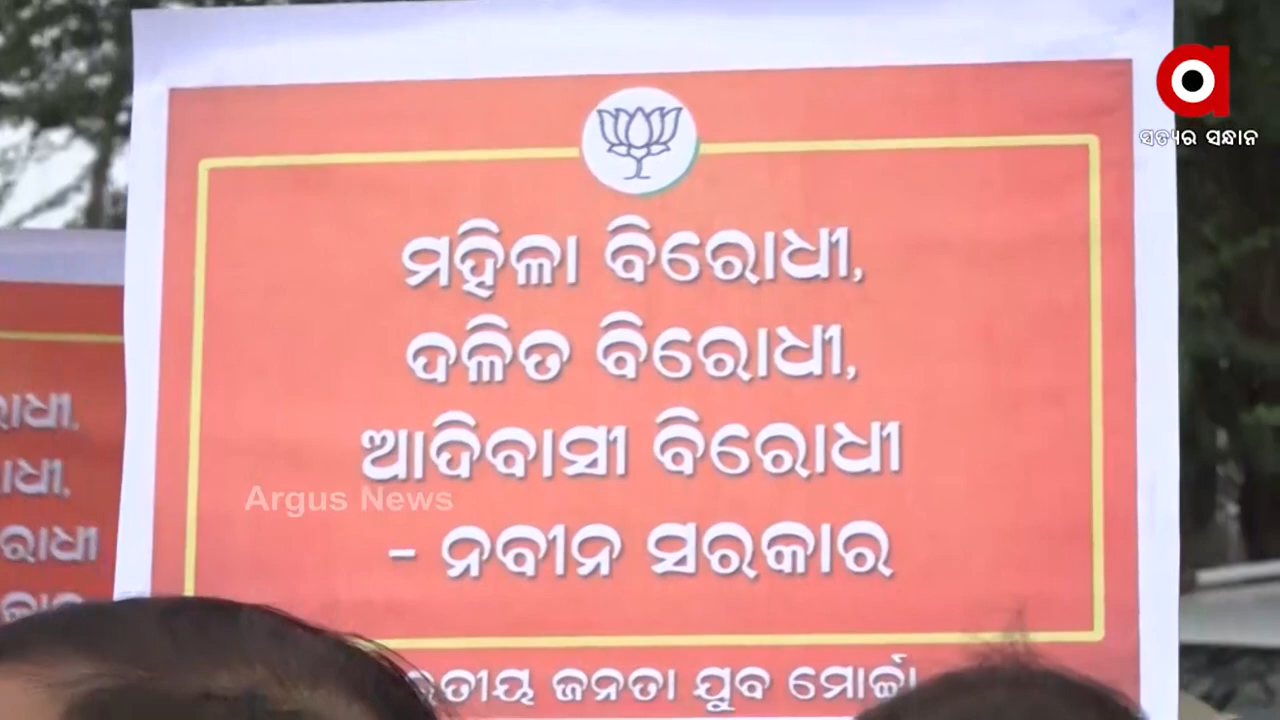 ସତ୍ୟର ସନ୍ଧାନ
ମହିଳା ବିରୋଧୀ,
ଦଳିତ ବିରୋଧୀ,
ଆଦିବାସୀ ବିରୋଧୀ
Argus News
- ନବୀନ ସରକାର
ଜନତା ଯୁବ ମୋର୍ଚ୍ଚା